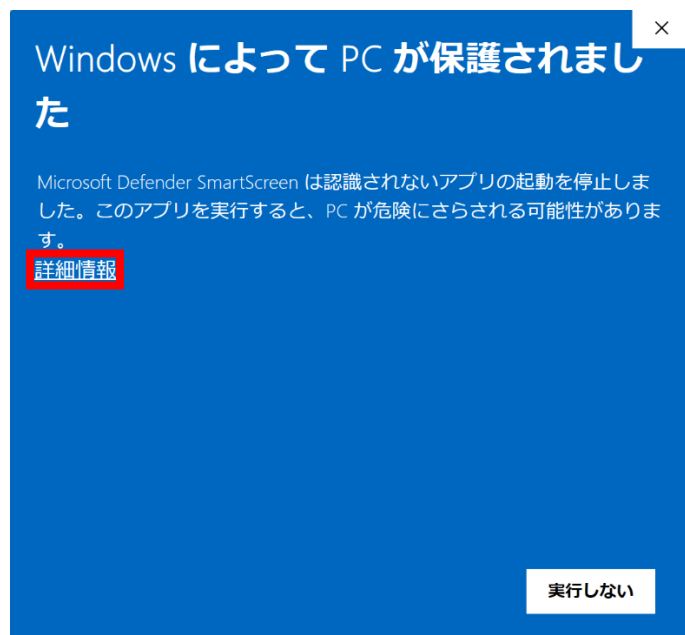 Windows によって PC が保護されまし
た
Microsoft Defender SmartScreen は認識されないアプリの起動を停止しま
した。このアプリを実行すると、PC が危険にさらされる可能性がありま
す。
詳細情報
実行しない